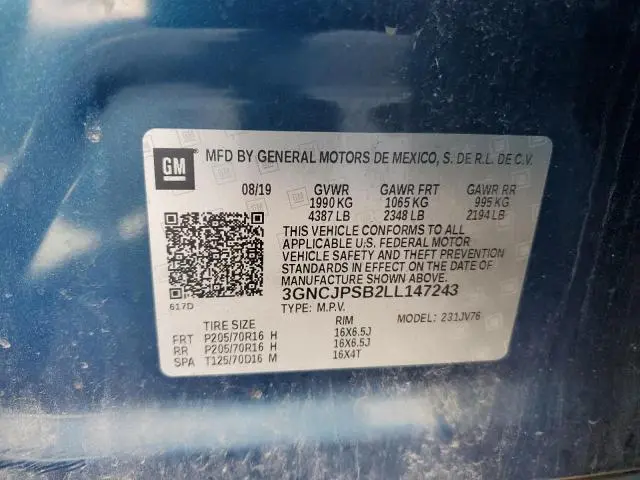 GM
MFD BY GENERAL MOTORS DE MEXICO, S. DE R.L. DE C.V.
08/19 GVWR GAWR FRT GAWR RR
1990 KG 1065 KG 995 KG
4387 LB 2348 LB 2194 LB
THIS VEHICLE CONFORMS TO ALL
APPLICABLE U.S. FEDERAL MOTOR
VEHICLE SAFETY AND THEFT PREVENTION
STANDARDS IN EFFECT ON THE DATE OF
MANUFACTURE SHOWN ABOVE.
617D
3GNCJPSB2LL147243
TYPE: M.P.V. MODEL: 231JV76
TIRE SIZE RIM
FRT P205/70R16 H 16X6.5J
RR P205/70R16 H 16X6.5J
SPA T125/70D16 M 16X4T